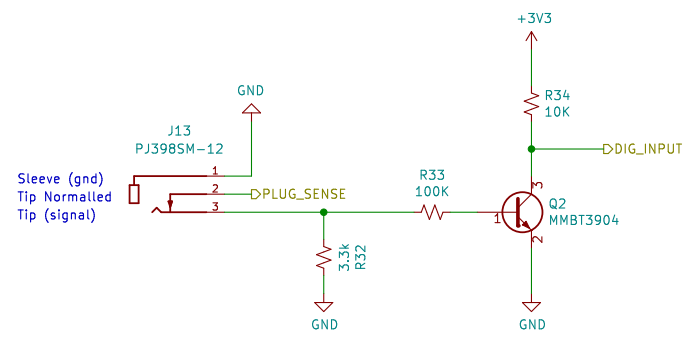 +3V3
GND
R34
10K
J13
PJ398SM-12
DIG_INPUT
1
Sleeve (gnd)
R33
3
2
PLUG_SENSE
Tip Normalled
100K
Q2
Tip (signal)
3
1
MMBT3904
2
3.3k
R32
GND
GND